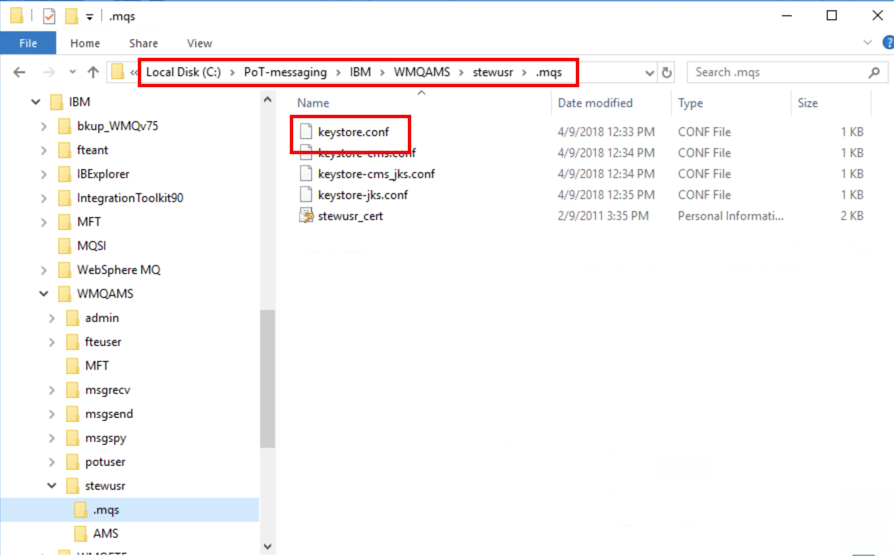 .mqs
File Home Share View
Local Disk (C:) > PoT-messaging > IBM > WMQAMS > stewusr > .mqs
Search .mqs
IBM
bkup_WMQv75
fteant
IBExplorer
IntegrationToolkit90
MFT
MQSI
WebSphere MQ
WMQAMS
admin
fteuser
MFT
msgrecv
msgsend
msgspy
potuser
stewusr
.mqs
AMS
Name Date modified Type Size
keystore.conf 4/9/2018 12:33 PM CONF File 1 KB
keystore-cms.conf 4/9/2018 12:34 PM CONF File 1 KB
keystore-cms_jks.conf 4/9/2018 12:34 PM CONF File 1 KB
keystore-jks.conf 4/9/2018 12:35 PM CONF File 1 KB
stewusr_cert 2/9/2011 3:35 PM Personal Informati... 2 KB